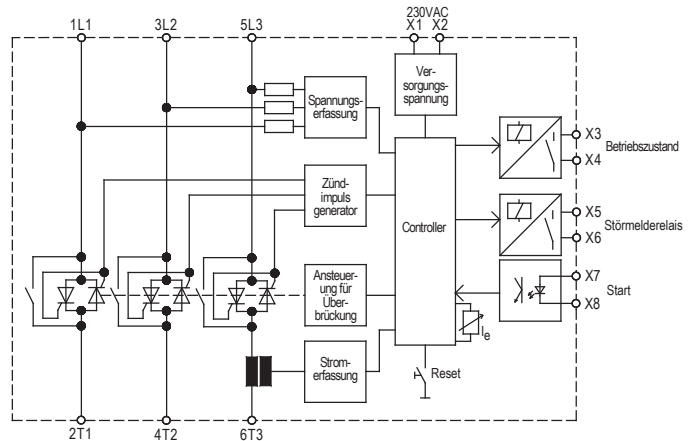 230VAC
1L1 3L2 5L3 X1 X2
Ver-
sorgungs-
spannung
Spannungs-
erfassung
X3
Betriebszustand
X4
Zünd-
impuls
generator
Controller
X5
Störmelderelais
X6
Ansteuer-
ung für
Über-
brückung
X7
Start
X8
Ie
Strom-
erfassung
Reset
2T1 4T2 6T3